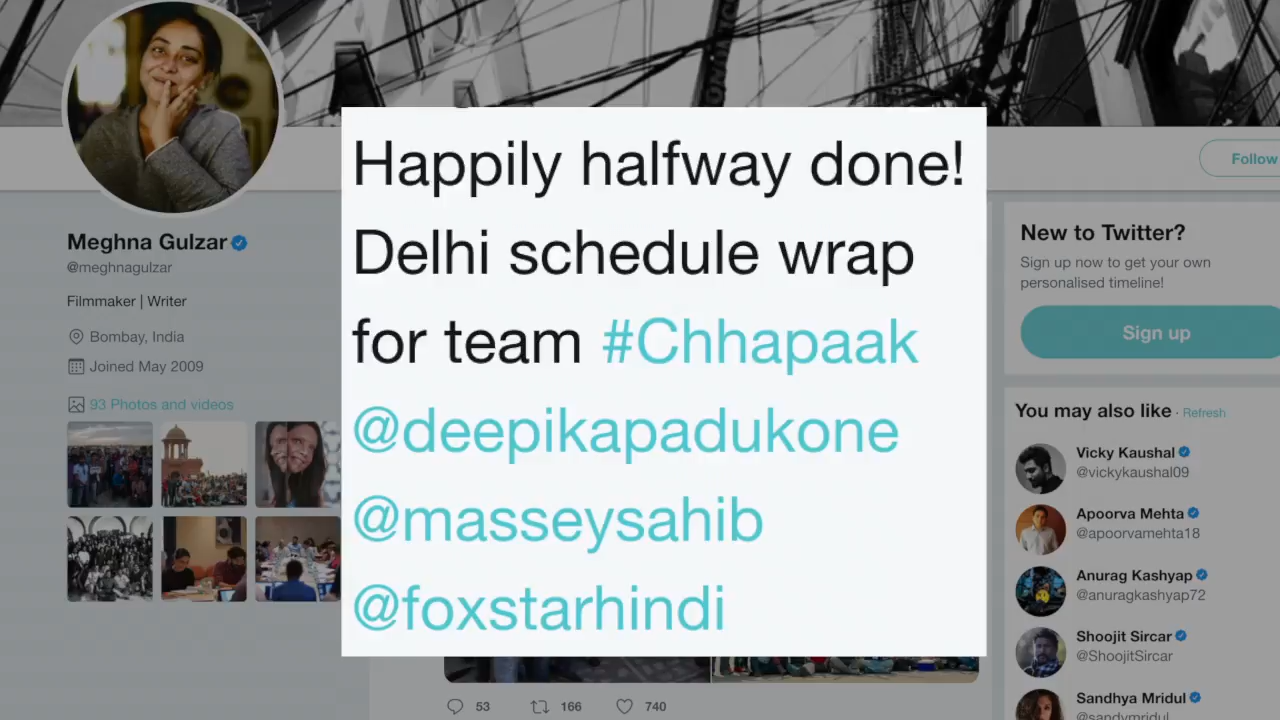 Happily halfway done!
Delhi schedule wrap
for team #Chhapaak
@deepikapadukone
@masseysahib
@foxstarhindi
Meghna Gulzar
@meghnagulzar
Filmmaker | Writer
Bombay, India
Joined May 2009
93 Photos and videos
53 166 740
Follow
New to Twitter?
Sign up now to get your own
personalised timeline!
Sign up
You may also like · Refresh
Vicky Kaushal
@vickykaushal09
Apoorva Mehta
@apoorvamehta18
Anurag Kashyap
@anuragkashyap72
Shoojit Sircar
@ShoojitSircar
Sandhya Mridul
@sandymridul